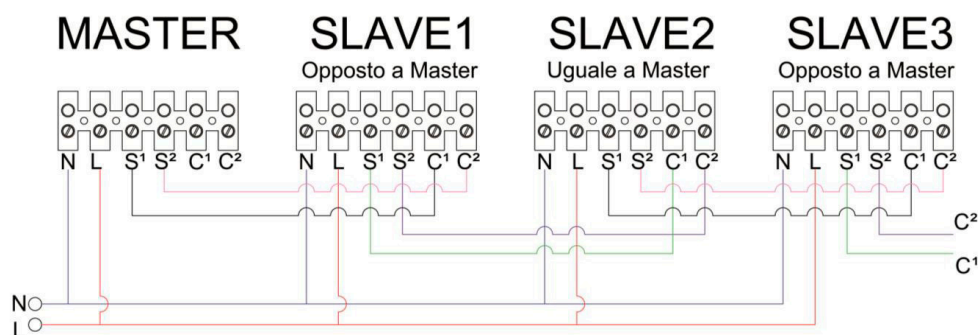 MASTER SLAVE1 SLAVE2 SLAVE3
Opposto a Master Uguale a Master Opposto a Master
N L S¹ S² C¹ C² N L S¹ S² C¹ C² N L S¹ S² C¹ C² N L S¹ S² C¹ C²
C²
C¹
N
L